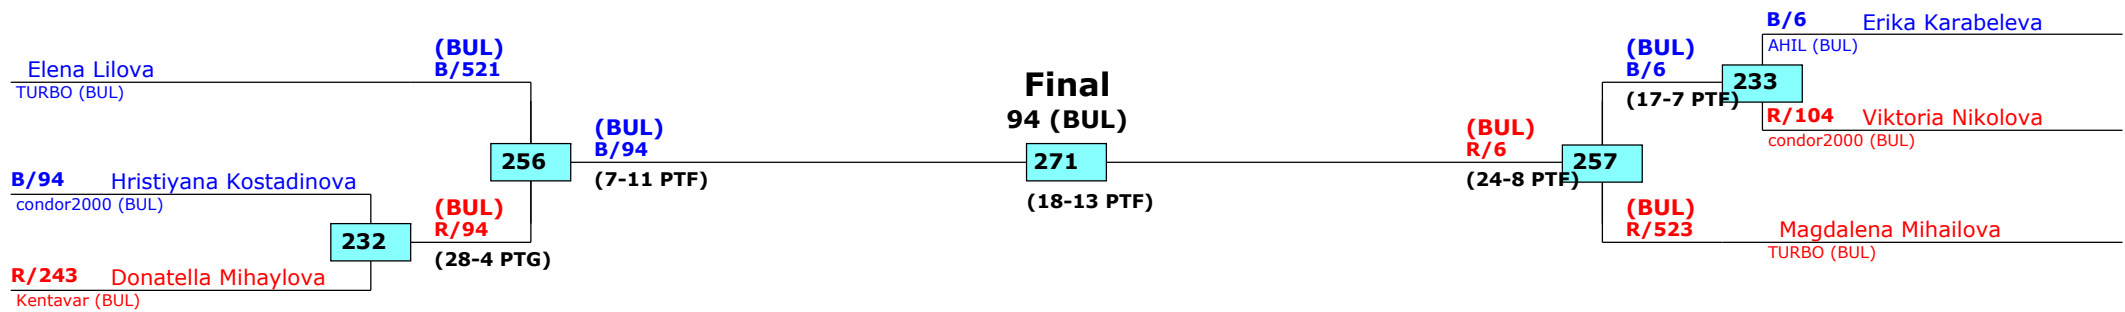 (BUL)
B/521
Elena Lilova
TURBO (BUL)
256
(BUL)
B/94
(7-11 PTF)
B/94 Hristiyana Kostadinova
condor2000 (BUL)
232
(BUL)
R/94
(28-4 PTG)
R/243 Donatella Mihaylova
Kentavar (BUL)
Final
94 (BUL)
271
(18-13 PTF)
B/6 Erika Karabeleva
AHIL (BUL)
(BUL)
B/6
(17-7 PTF)
233
R/104 Viktoria Nikolova
condor2000 (BUL)
(BUL)
R/6
(24-8 PTF)
257
(BUL)
R/523
Magdalena Mihailova
TURBO (BUL)